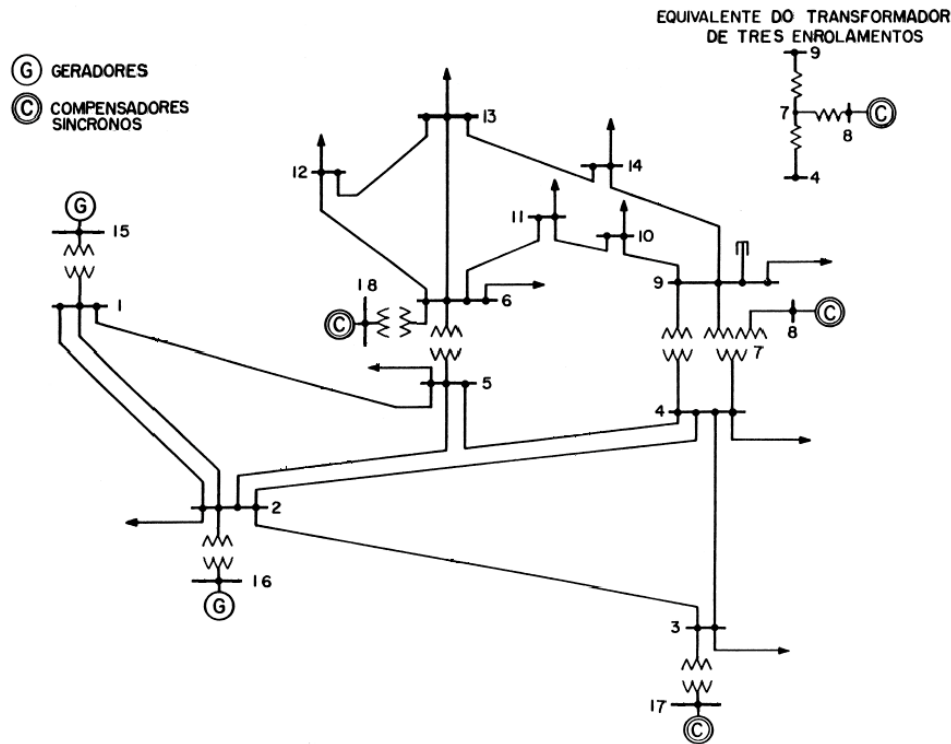 EQUIVALENTE DO TRANSFORMADOR
DE TRES ENROLAMENTOS
9
7
C
8
4
G GERADORES
C COMPENSADORES
SINCRONOS
13
12
14
11
10
G
15
9
18
6
C
1
8
C
7
5
4
2
16
G
3
17
C